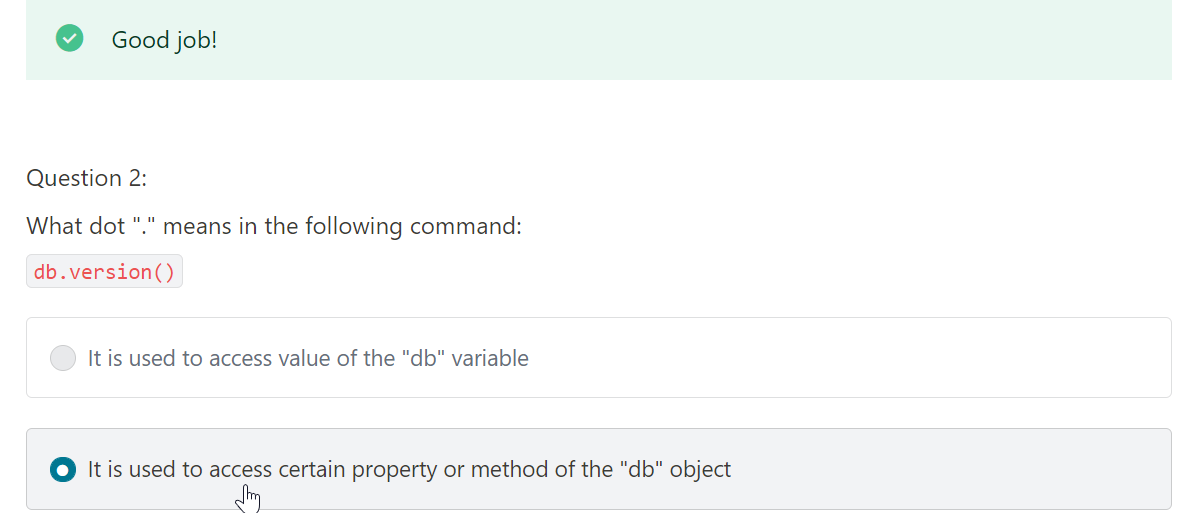 Good job!
Question 2:
What dot "." means in the following command:
db.version()
It is used to access value of the "db" variable
It is used to access certain property or method of the "db" object